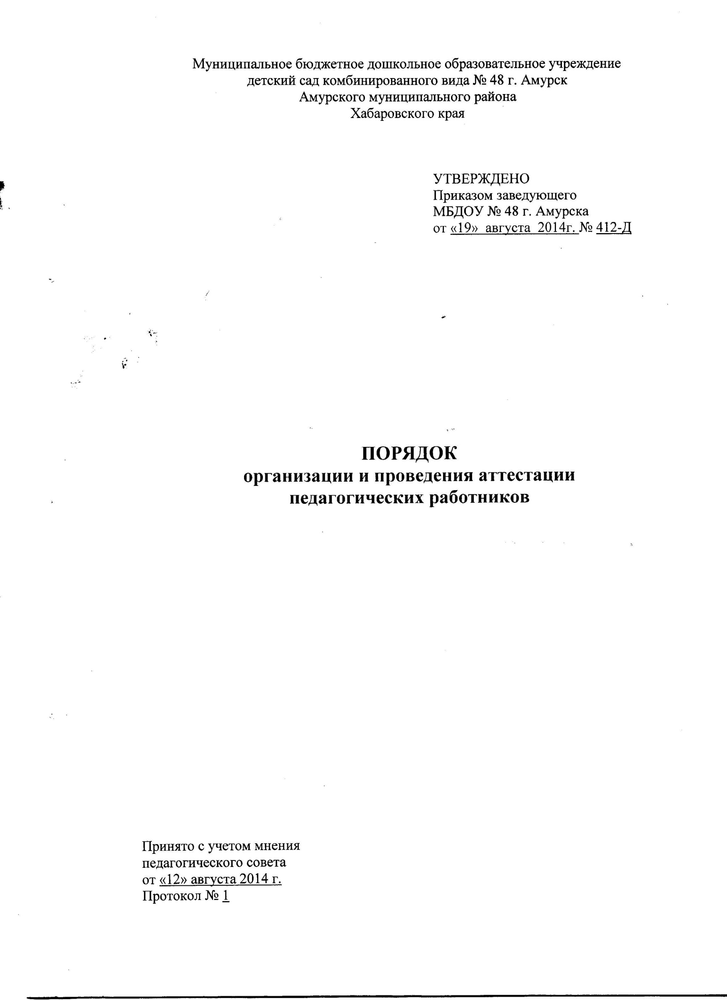 Муниципальное бюджетное дошкольное образовательное учреждение
детский сад комбинированного вида № 48 г. Амурск
Амурского муниципального района
Хабаровского края
УТВЕРЖДЕНО
Приказом заведующего
МБДОУ № 48 г. Амурска
от «19» августа 2014г. № 412-Д
ПОРЯДОК
организации и проведения аттестации
педагогических работников
Принято с учетом мнения
педагогического совета
от «12» августа 2014 г.
Протокол № 1